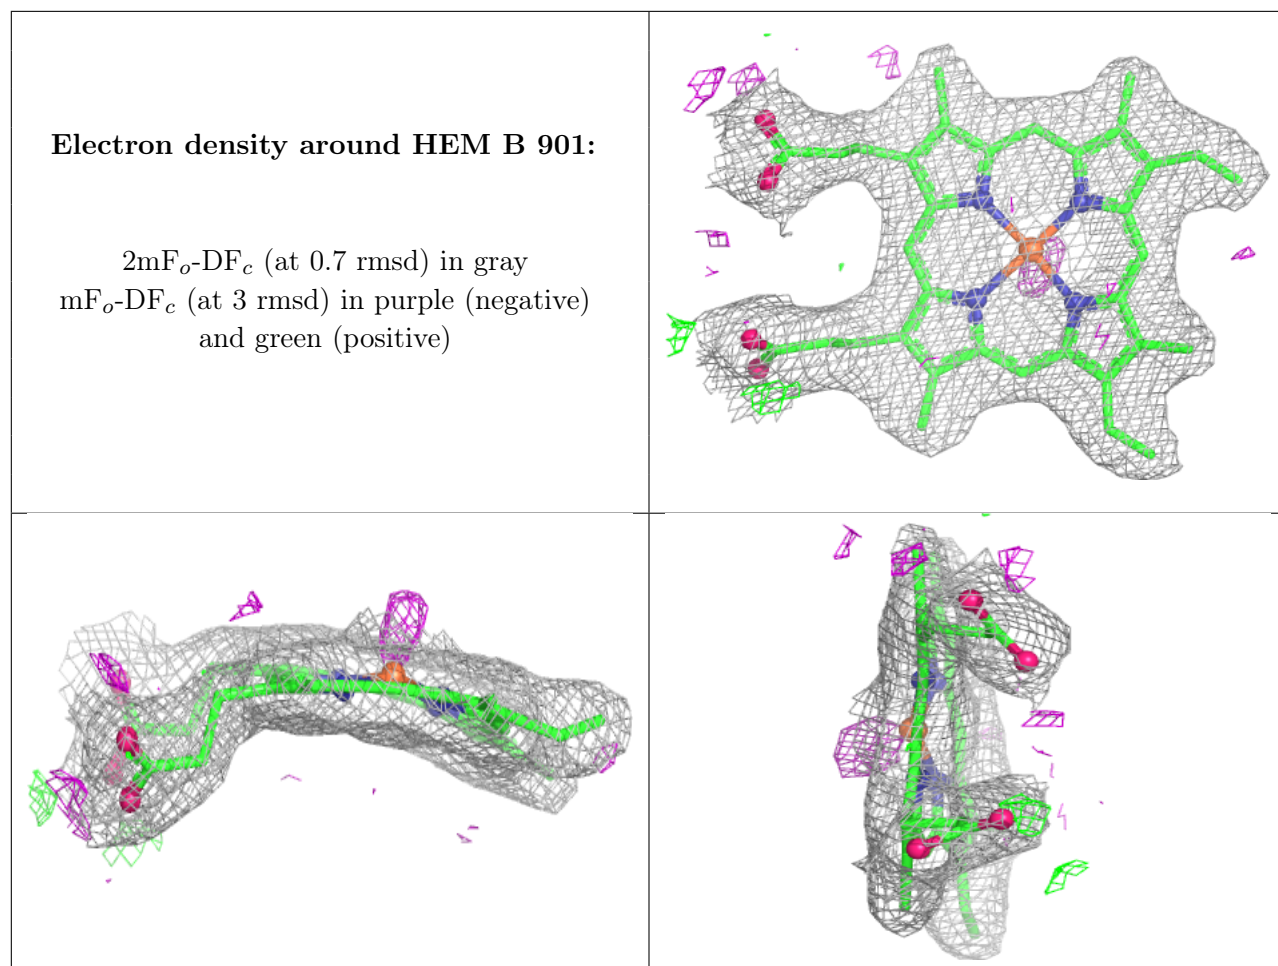 Electron density around HEM B 901:
2mFo-DFc (at 0.7 rmsd) in gray
mFo-DFc (at 3 rmsd) in purple (negative)
and green (positive)